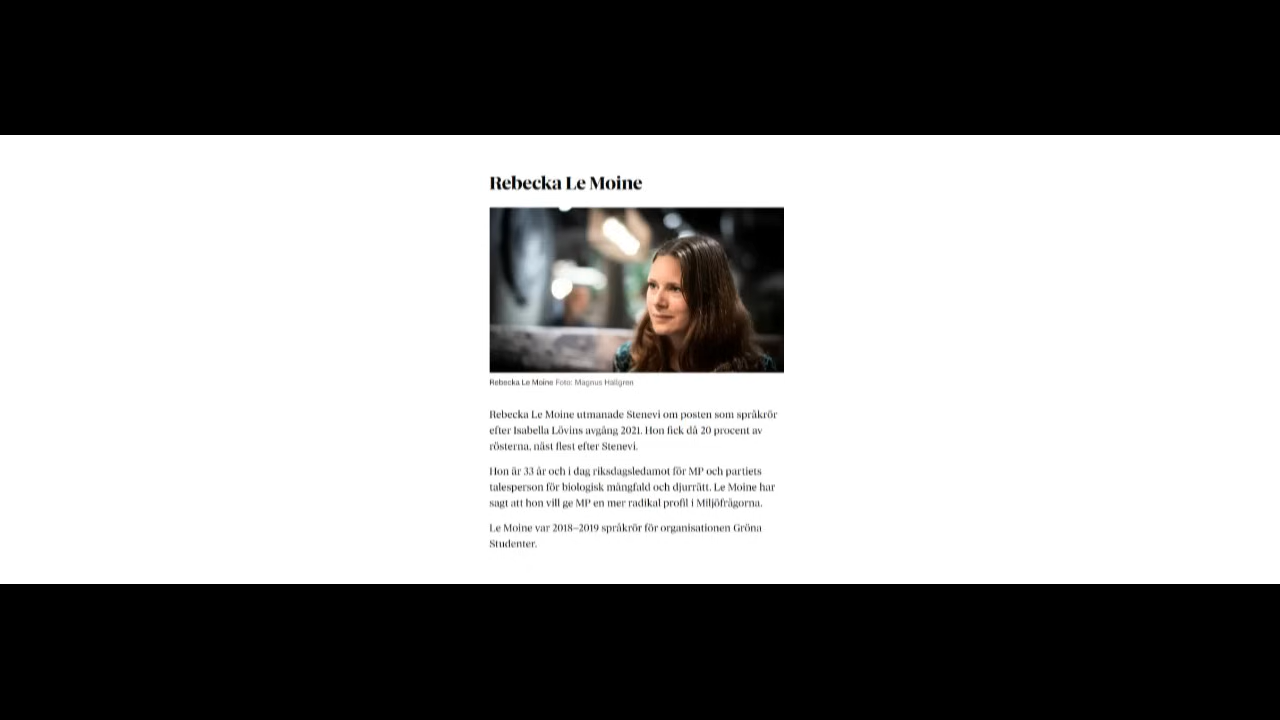 Rebecka Le Moine
Rebecka Le Moine Foto: Magnus Hallgren
Rebecka Le Moine utmanade Stenevi om posten som språkrör
efter Isabella Lövins avgång 2021. Hon fick då 20 procent av
rösterna, näst flest efter Stenevi.
Hon är 33 år och i dag riksdagsledamot för MP och partiets
talesperson för biologisk mångfald och djurrätt. Le Moine har
sagt att hon vill ge MP en mer radikal profil i Miljöfrågorna.
Le Moine var 2018–2019 språkrör för organisationen Gröna
Studenter.